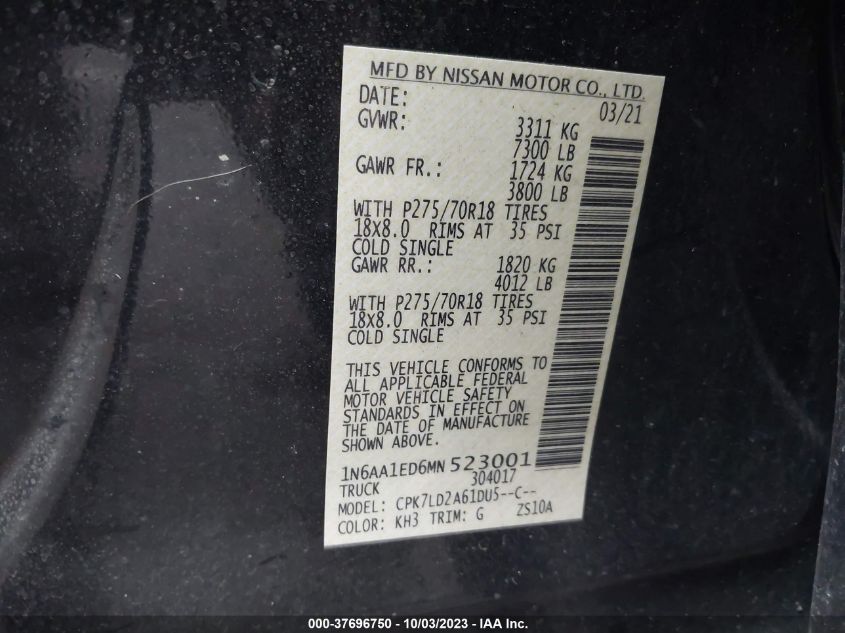 MFD BY NISSAN MOTOR CO., LTD.
DATE: 03/21
GVWR: 3311 KG
7300 LB
GAWR FR.: 1724 KG
3800 LB
WITH P275/70R18 TIRES
18X8.0 RIMS AT 35 PSI
COLD SINGLE
GAWR RR.: 1820 KG
4012 LB
WITH P275/70R18 TIRES
18X8.0 RIMS AT 35 PSI
COLD SINGLE
THIS VEHICLE CONFORMS TO
ALL APPLICABLE FEDERAL
MOTOR VEHICLE SAFETY
STANDARDS IN EFFECT ON
THE DATE OF MANUFACTURE
SHOWN ABOVE.
1N6AA1ED6MN 523001
TRUCK 304017
MODEL: CPK7LD2A61DU5--C--
COLOR: KH3 TRIM: G ZS10A
000-37696750 - 10/03/2023 - IAA Inc.